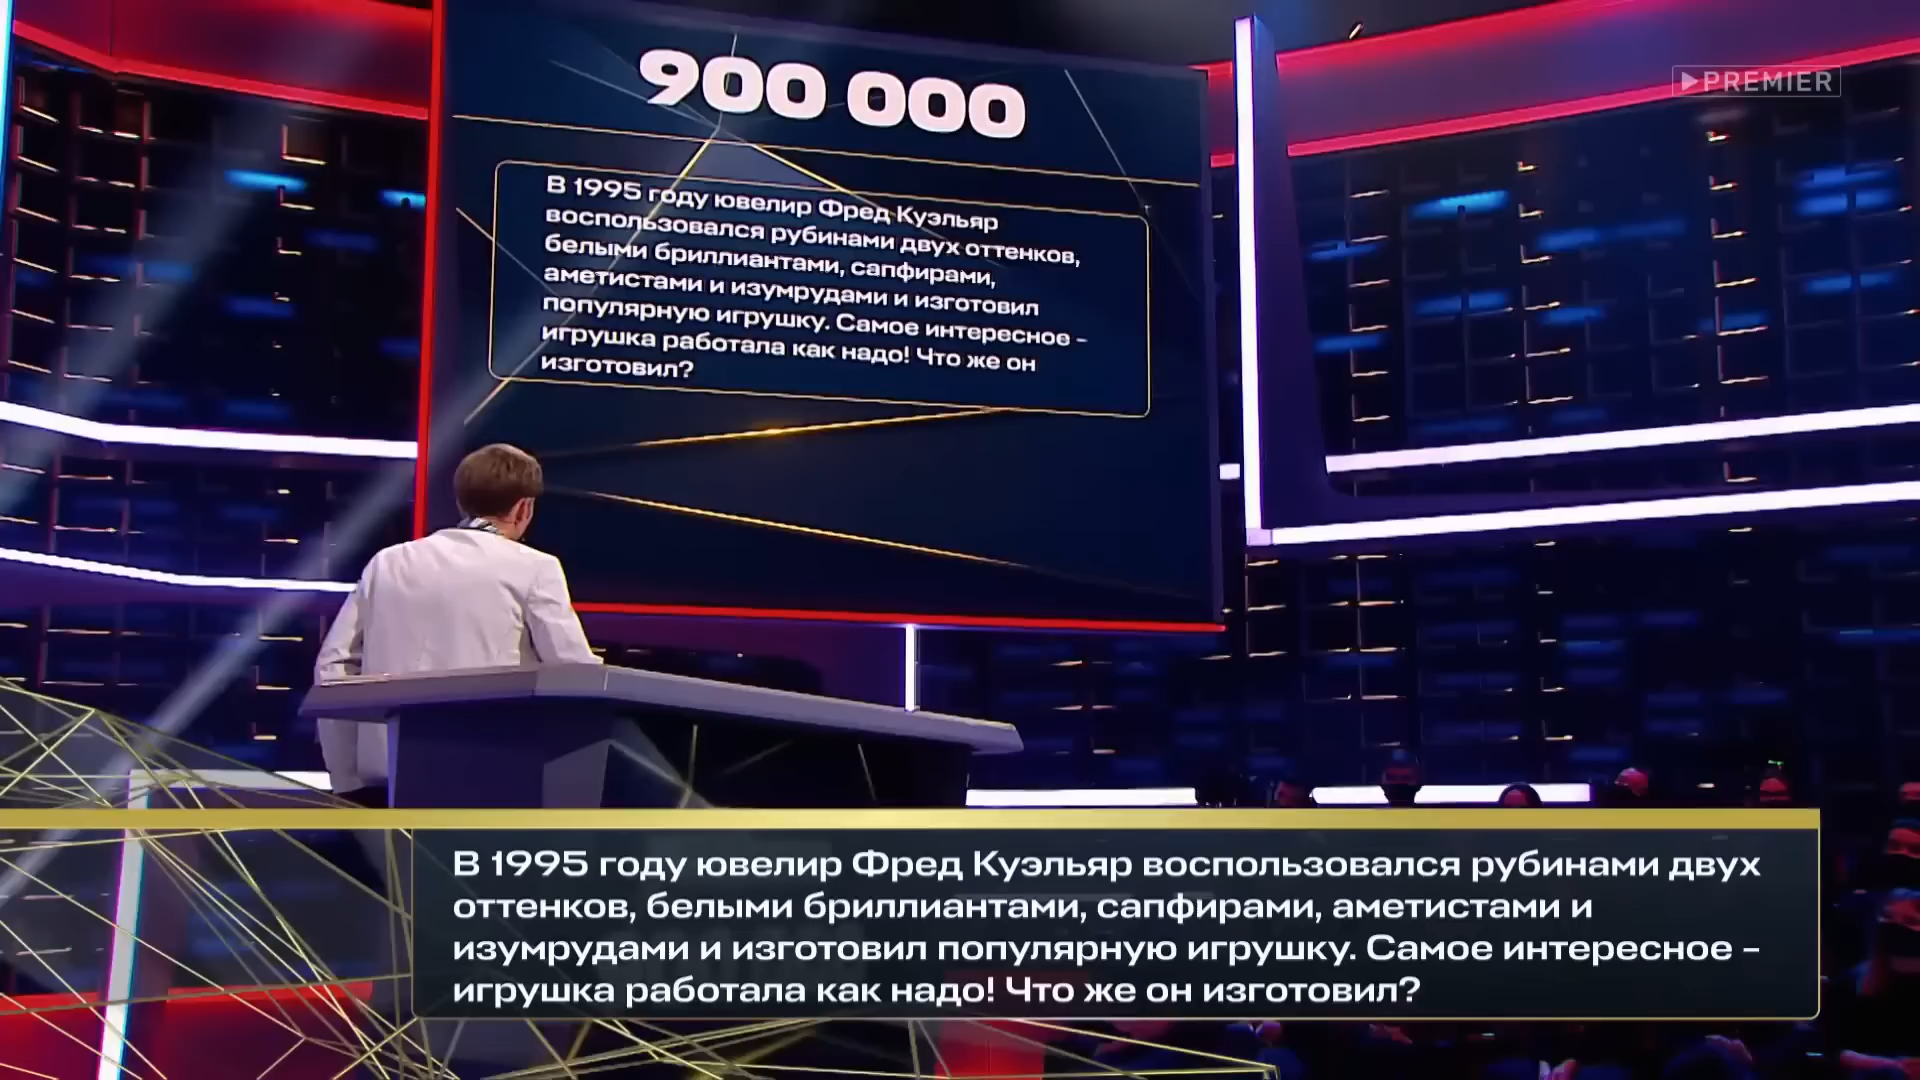 900 000
PREMIER
В 1995 году ювелир Фред Куэльяр
воспользовался рубинами двух оттенков,
белыми бриллиантами, сапфирами,
аметистами и изумрудами и изготовил
популярную игрушку. Самое интересное –
игрушка работала как надо! Что же он
изготовил?
В 1995 году ювелир Фред Куэльяр воспользовался рубинами двух
оттенков, белыми бриллиантами, сапфирами, аметистами и
изумрудами и изготовил популярную игрушку. Самое интересное –
игрушка работала как надо! Что же он изготовил?